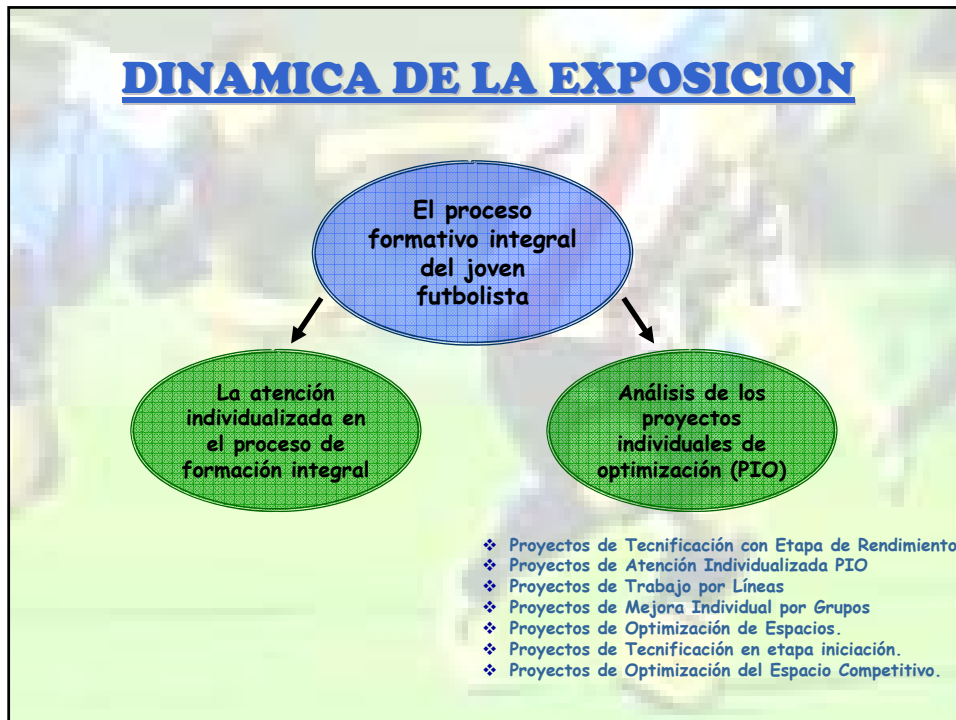 DINAMICA DE LA EXPOSICION
El proceso
formativo integral
del joven
futbolista
La atención
individualizada en
el proceso de
formación integral
Análisis de los
proyectos
individuales de
optimización (PIO)
❖ Proyectos de Tecnificación con Etapa de Rendimiento
❖ Proyectos de Atención Individualizada PIO
❖ Proyectos de Trabajo por Líneas
❖ Proyectos de Mejora Individual por Grupos
❖ Proyectos de Optimización de Espacios.
❖ Proyectos de Tecnificación en etapa iniciación.
❖ Proyectos de Optimización del Espacio Competitivo.